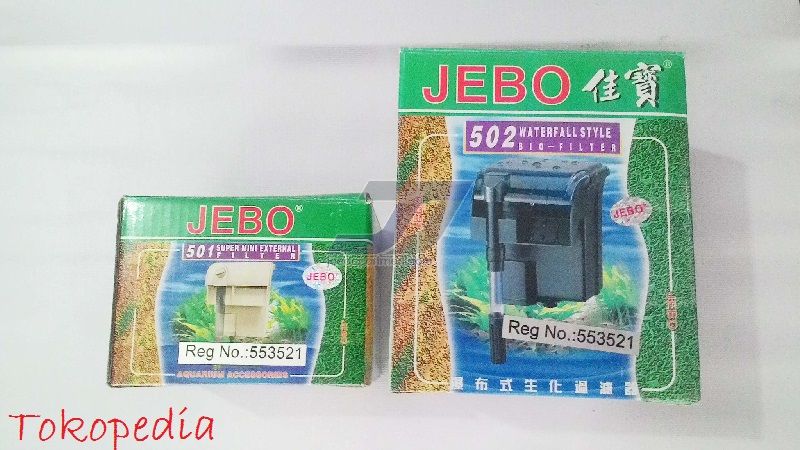 JEBO®
501 SUPER MINI EXTERNAL
FILTER
JEBO
Reg No.:553521
AQUARIUM ACCESSORIES
JEBO 佳寶®
502 WATERFALL STYLE
BIO-FILTER
JEBO
Reg No.:553521
瀑布式生化過濾器
Tokopedia